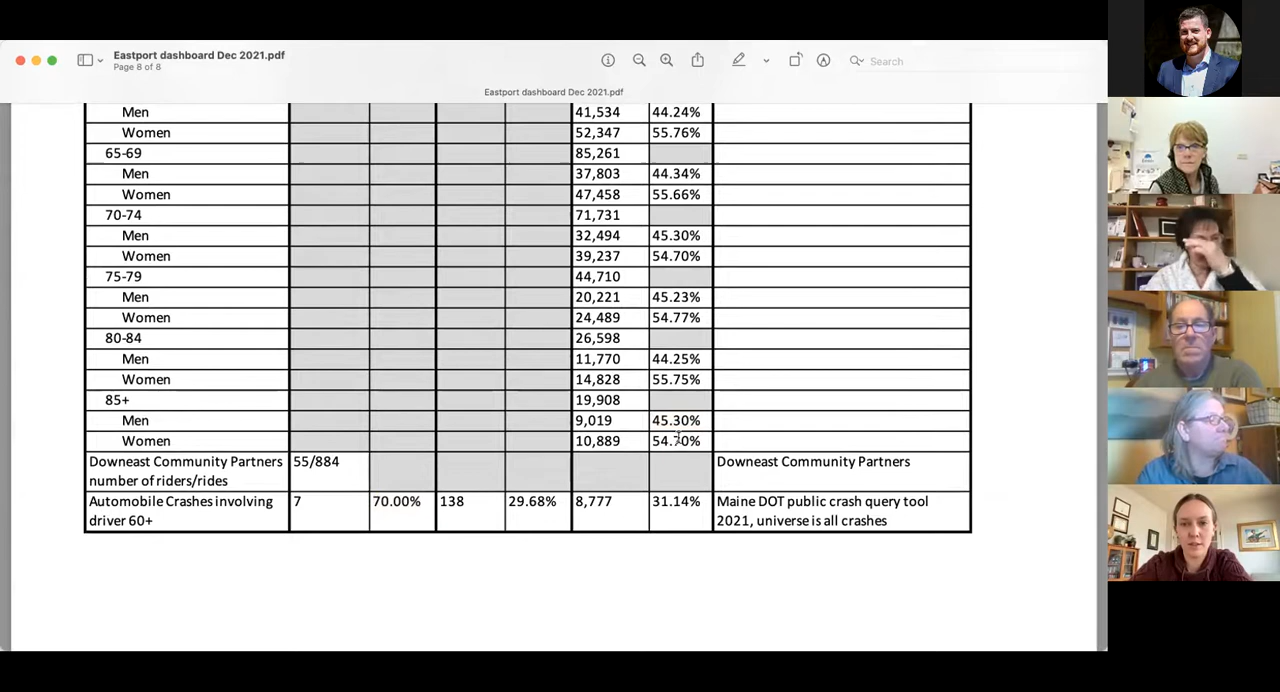 Eastport dashboard Dec 2021.pdf
Page 8 of 8
Search
Eastport dashboard Dec 2021.pdf
Men 41,534 44.24%
Women 52,347 55.76%
65-69 85,261
Men 37,803 44.34%
Women 47,458 55.66%
70-74 71,731
Men 32,494 45.30%
Women 39,237 54.70%
75-79 44,710
Men 20,221 45.23%
Women 24,489 54.77%
80-84 26,598
Men 11,770 44.25%
Women 14,828 55.75%
85+ 19,908
Men 9,019 45.30%
Women 10,889 54.70%
Downeast Community Partners 55/884 Downeast Community Partners
number of riders/rides
Automobile Crashes involving 7 70.00% 138 29.68% 8,777 31.14% Maine DOT public crash query tool
driver 60+ 2021, universe is all crashes